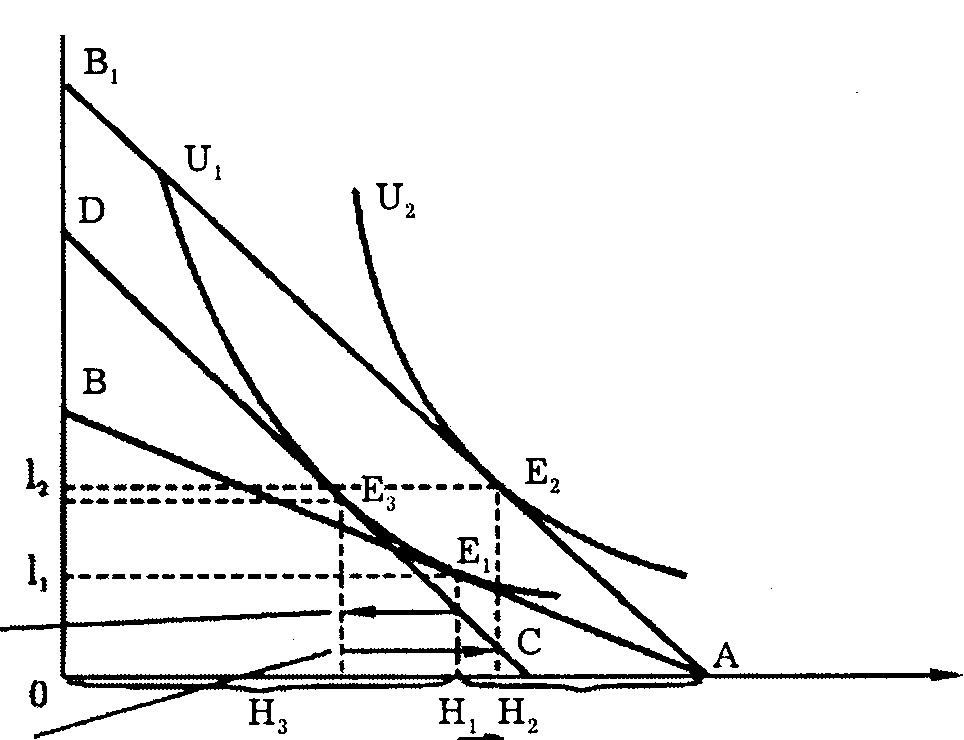 B₁
U₁
D
U₂
B
l₂
E₃
E₂
l₁
E₁
C
A
0
H₃
H₁
H₂